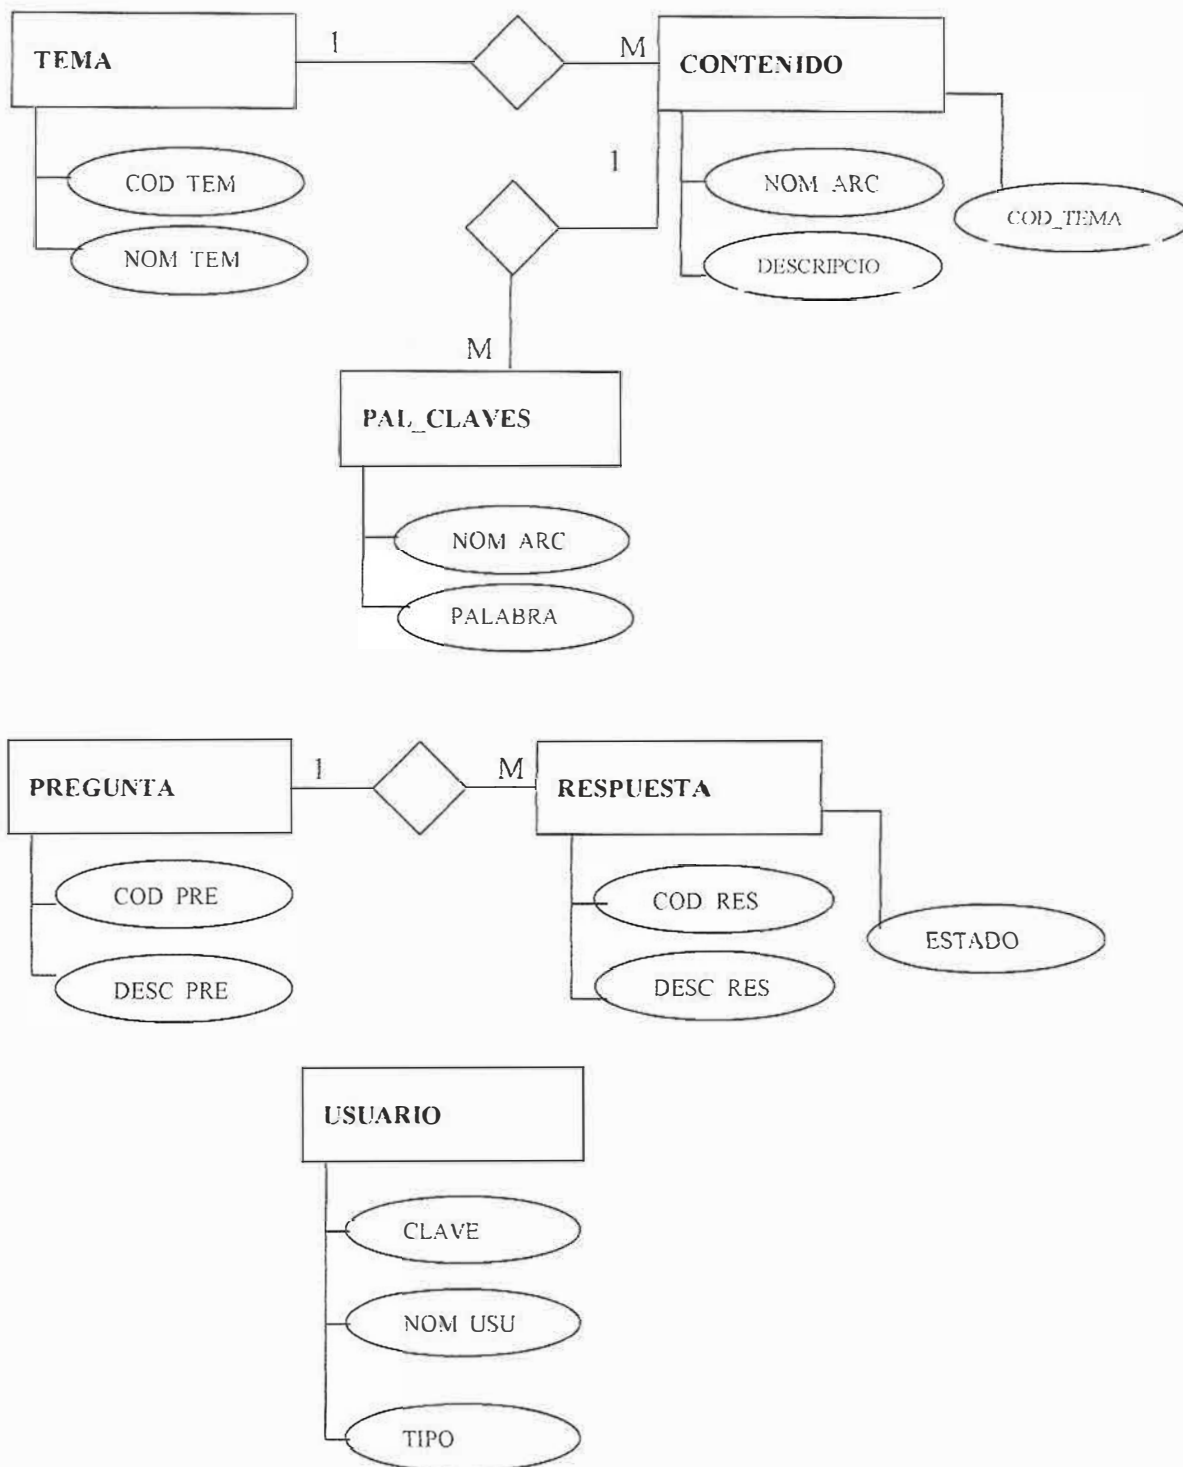 TEMA
1
M
CONTENIDO
COD TEM
NOM TEM
1
NOM ARC
DESCRIPCIO
COD_TEMA
M
PAL_CLAVES
NOM ARC
PALABRA
PREGUNTA
1
M
RESPUESTA
COD PRE
DESC PRE
COD RES
DESC RES
ESTADO
USUARIO
CLAVE
NOM USU
TIPO